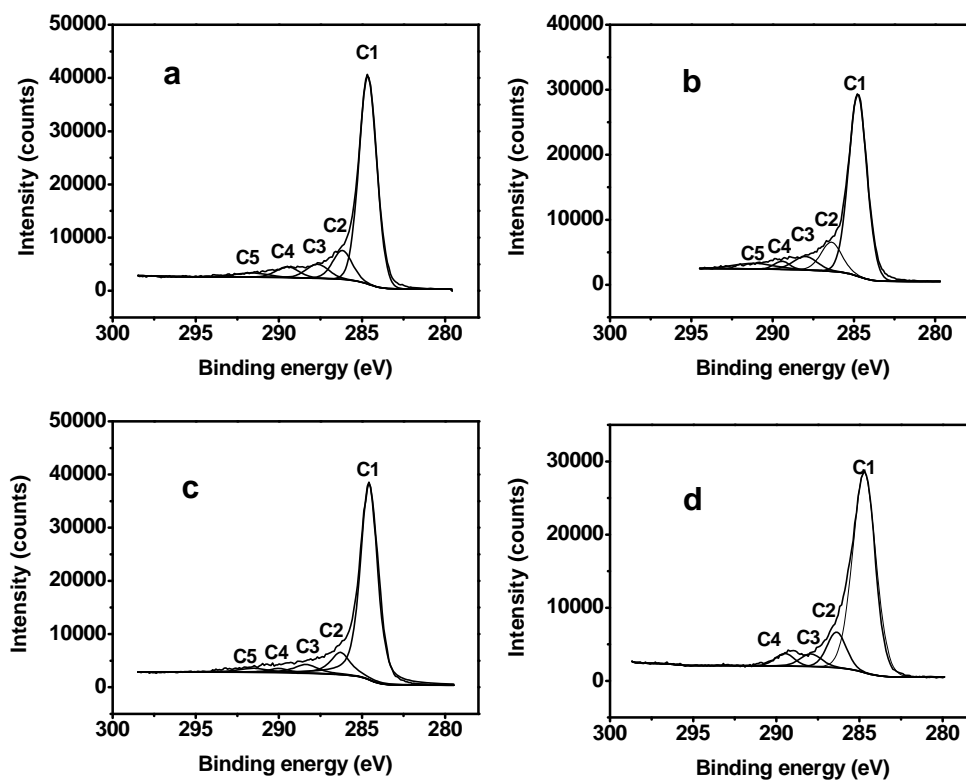 50000
40000
30000
20000
10000
0
300 295 290 285 280
Intensity (counts)
Binding energy (eV)
a
C5 C4 C3 C2 C1
40000
30000
20000
10000
0
300 295 290 285 280
Intensity (counts)
Binding energy (eV)
b
C5 C4 C3 C2 C1
50000
40000
30000
20000
10000
0
300 295 290 285 280
Intensity (counts)
Binding energy (eV)
c
C5 C4 C3 C2 C1
30000
20000
10000
0
300 295 290 285 280
Intensity (counts)
Binding energy (eV)
d
C4 C3 C2 C1